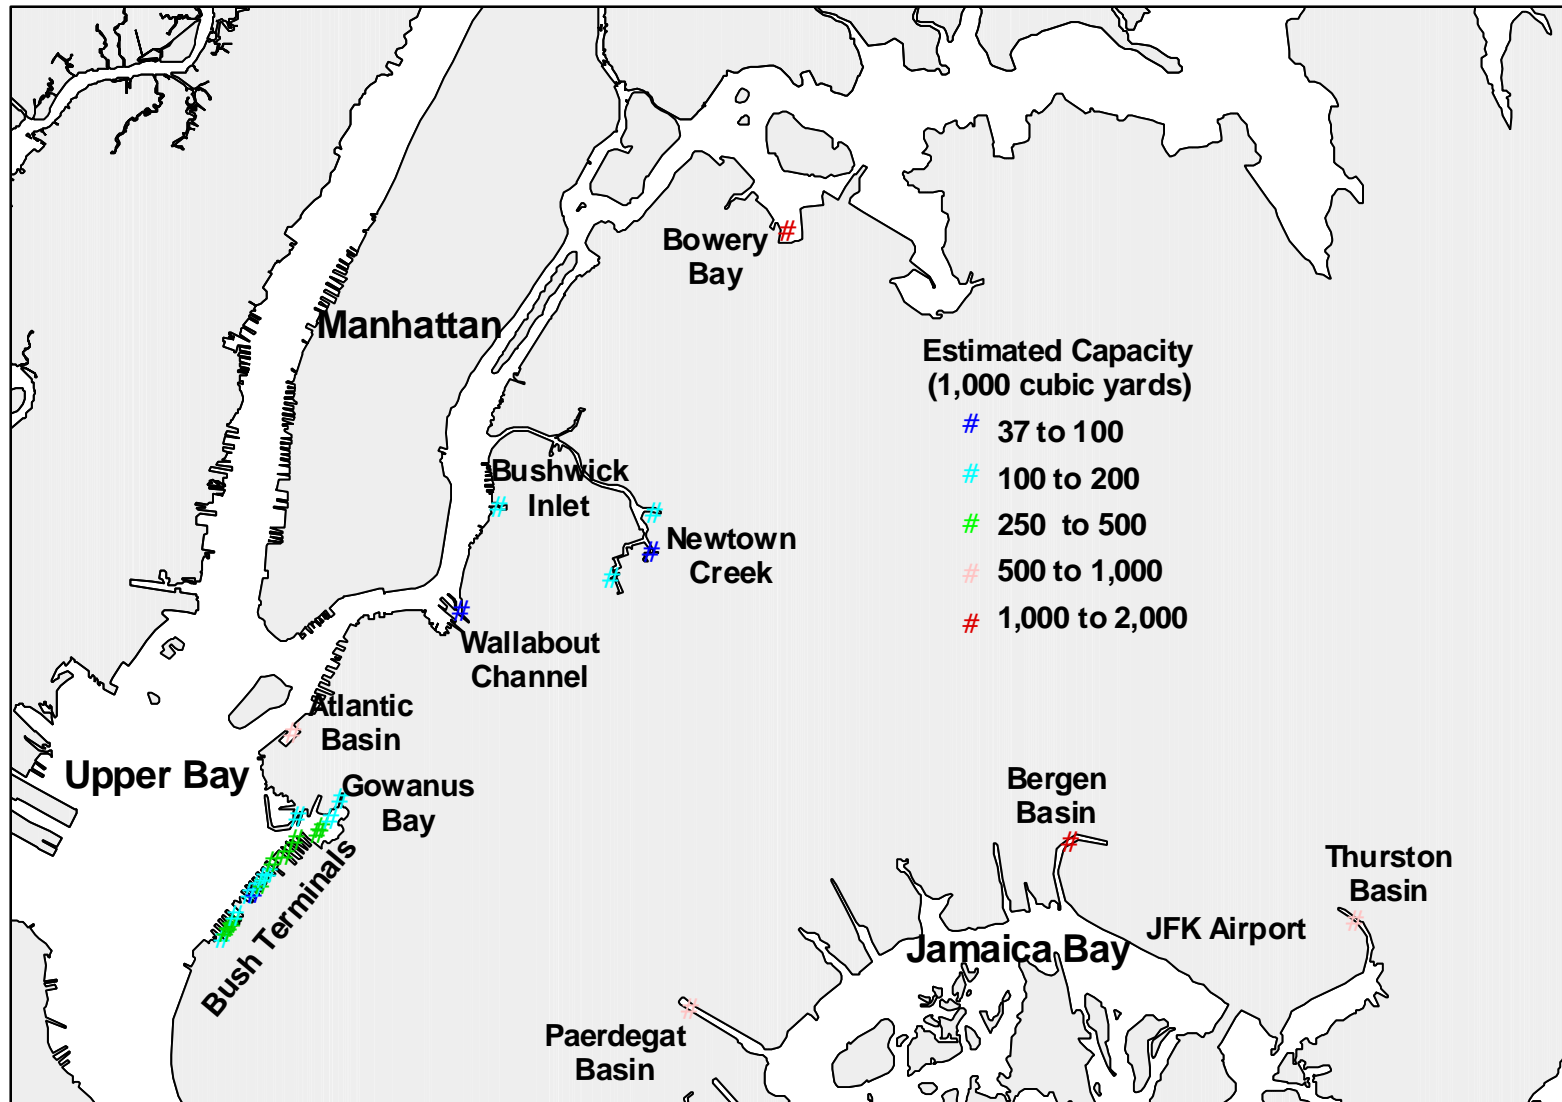 Bowery
Bay
Manhattan
Estimated Capacity
(1,000 cubic yards)
# 37 to 100
# 100 to 200
# 250 to 500
# 500 to 1,000
# 1,000 to 2,000
Bushwick
Inlet
Newtown
Creek
Wallabout
Channel
Atlantic
Basin
Upper Bay
Gowanus
Bay
Bush Terminals
Bergen
Basin
Thurston
Basin
JFK Airport
Jamaica Bay
Paerdegat
Basin